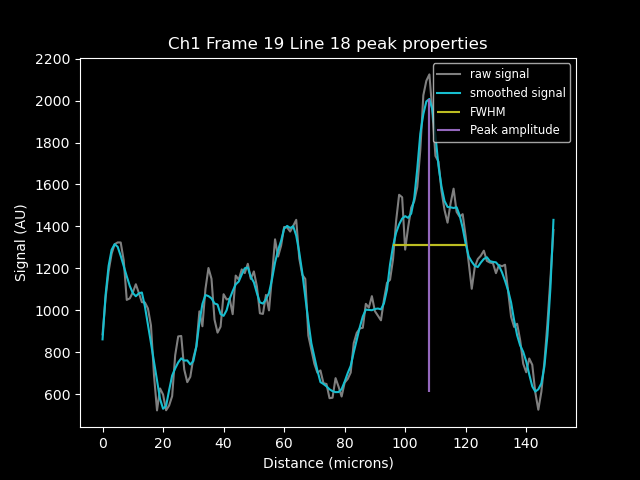 Ch1 Frame 19 Line 18 peak properties
raw signal
smoothed signal
FWHM
Peak amplitude
Signal (AU)
2200
2000
1800
1600
1400
1200
1000
800
600
0 20 40 60 80 100 120 140
Distance (microns)